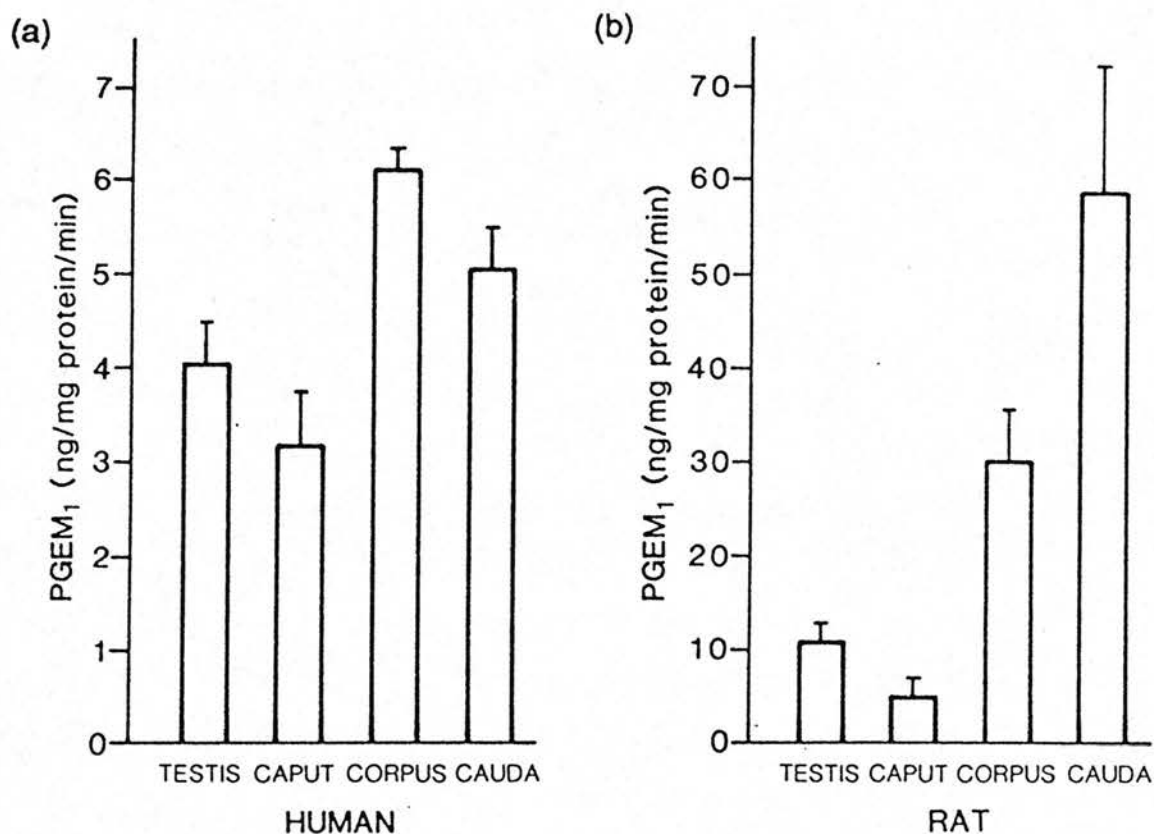 (a)
PGEM₁ (ng/mg protein/min)
7
6
5
4
3
2
1
0
TESTIS CAPUT CORPUS CAUDA
HUMAN
(b)
PGEM₁ (ng/mg protein/min)
70
60
50
40
30
20
10
0
TESTIS CAPUT CORPUS CAUDA
RAT